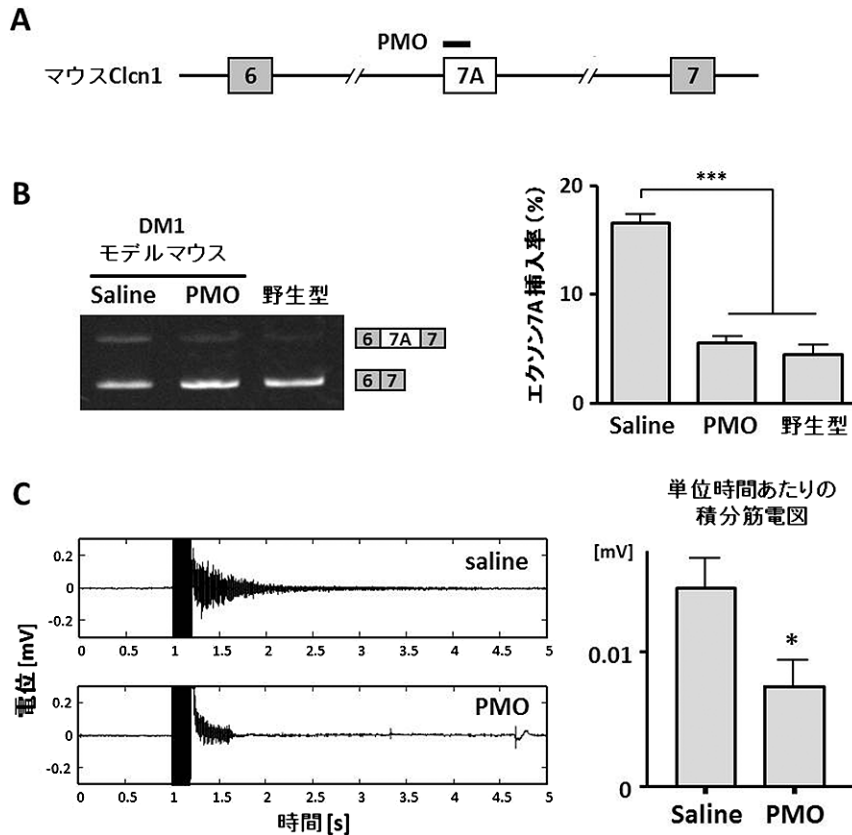 A
PMO
マウスClcn1
6
7A
7
B
DM1
モデルマウス
Saline PMO 野生型
6 7A 7
6 7
エクソン7A 挿入率 (%)
20
10
0
***
Saline PMO 野生型
C
電位 [mV]
0.2
0
-0.2
saline
0 0.5 1 1.5 2 2.5 3 3.5 4 4.5 5
0.2
0
-0.2
PMO
0 0.5 1 1.5 2 2.5 3 3.5 4 4.5 5
時間 [s]
単位時間あたりの
積分筋電図
[mV]
0.01
0
*
Saline PMO